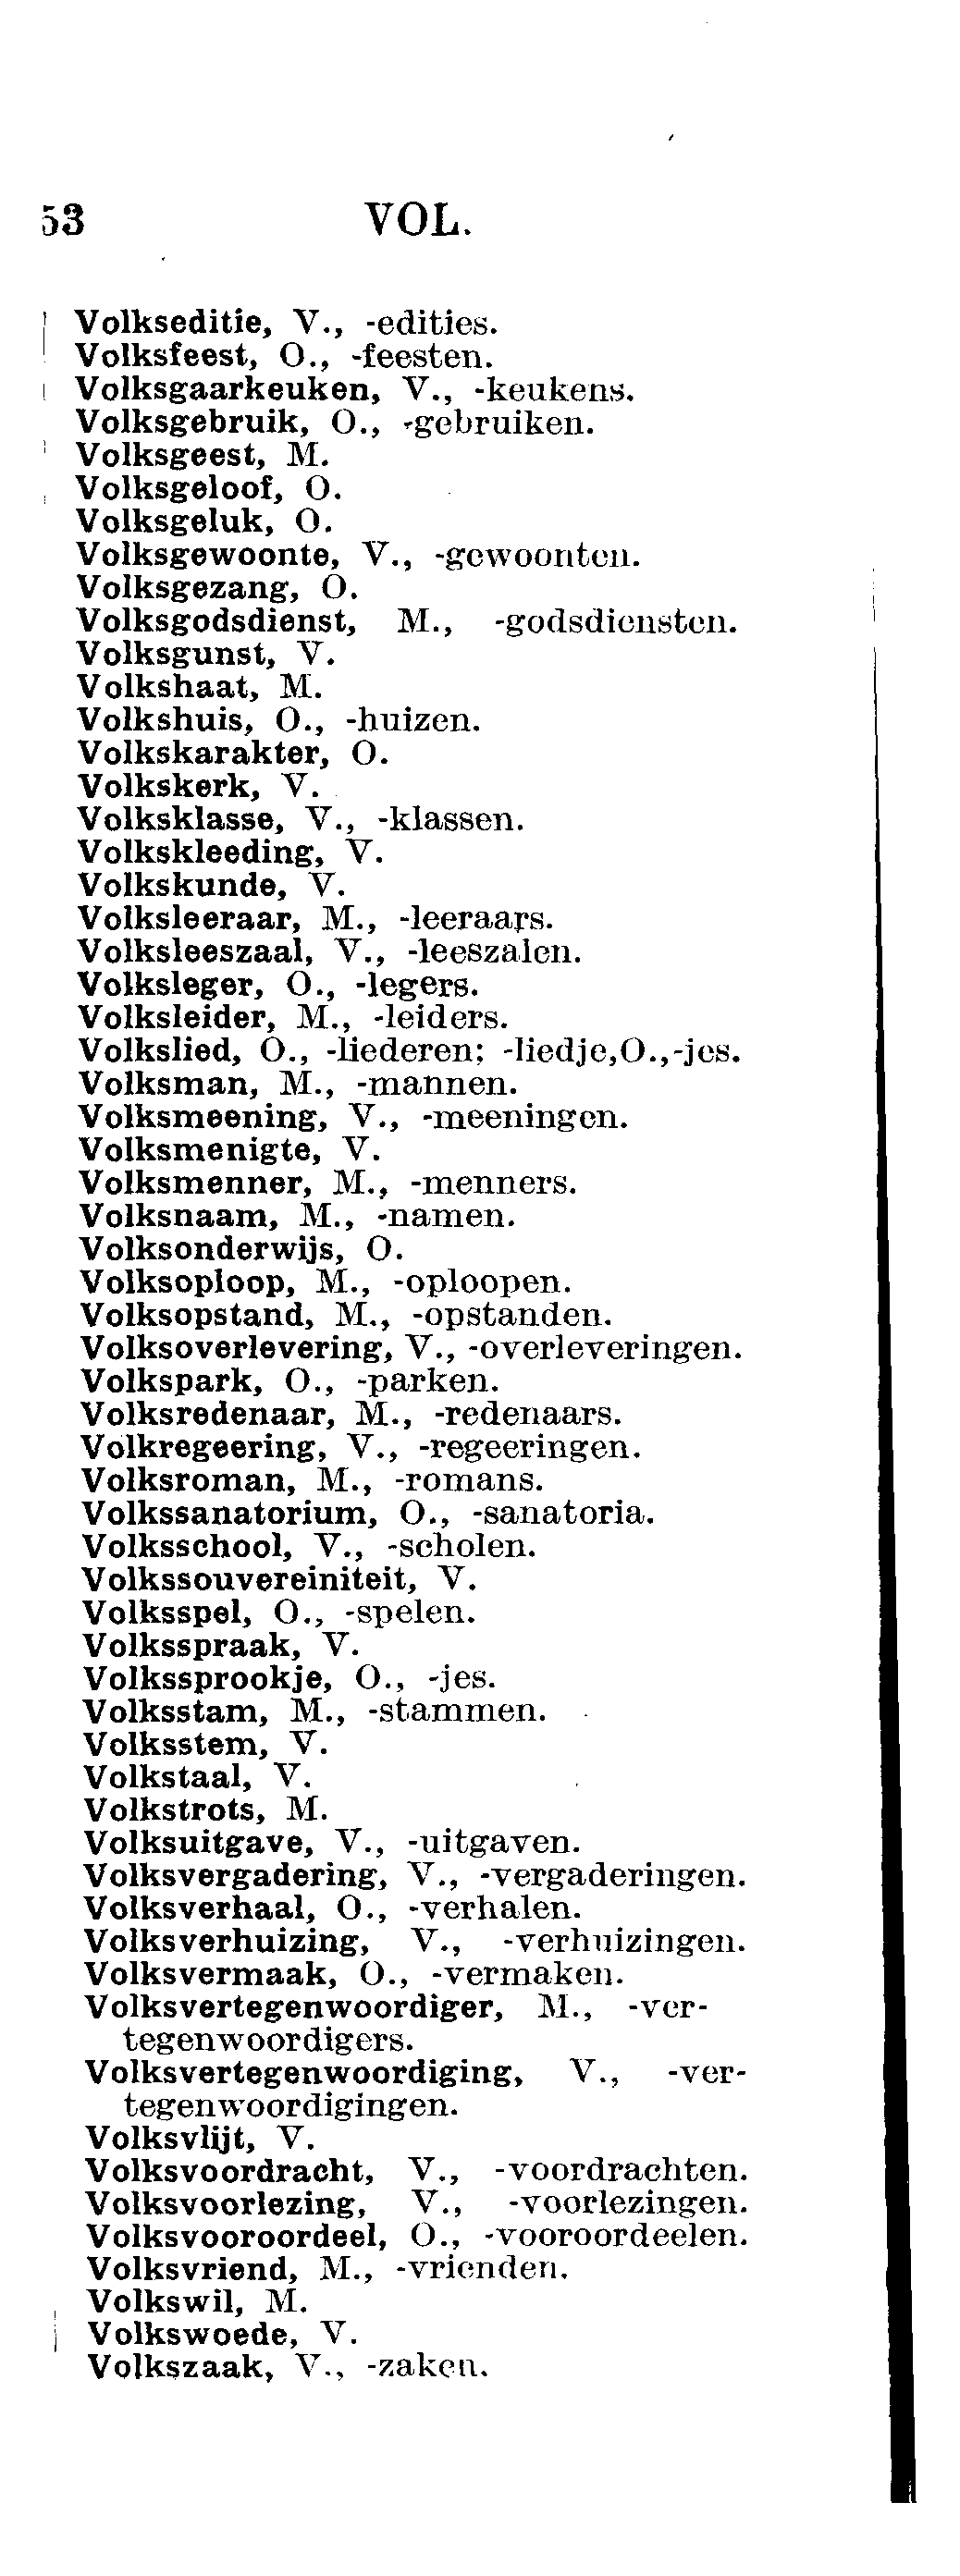 53 VOL.
Volkseditie, V., -edities.
Volksfeest, O., -feesten.
Volksgaarkeuken, V., -keukens.
Volksgebruik, O., -gebruiken.
Volksgeest, M.
Volksgeloof, O.
Volksgeluk, O.
Volksgewoonte, V., -gewoonten.
Volksgezang, O.
Volksgodsdienst, M., -godsdiensten.
Volksgunst, V.
Volkshaat, M.
Volkshuis, O., -huizen.
Volkskarakter, O.
Volkskerk, V.
Volksklasse, V., -klassen.
Volkskleeding, V.
Volkskunde, V.
Volksleeraar, M., -leeraars.
Volksleeszaal, V., -leeszalen.
Volksleger, O., -legers.
Volksleider, M., -leiders.
Volkslied, O., -liederen; -liedje,O.,-jes.
Volksman, M., -mannen.
Volksmeening, V., -meeningen.
Volksmenigte, V.
Volksmenner, M., -menners.
Volksnaam, M., -namen.
Volksonderwijs, O.
Volksoploop, M., -oploopen.
Volksopstand, M., -opstanden.
Volksoverlevering, V., -overleveringen.
Volkspark, O., -parken.
Volksredenaar, M., -redenaars.
Volkregeering, V., -regeeringen.
Volksroman, M., -romans.
Volkssanatorium, O., -sanatoria.
Volksschool, V., -scholen.
Volkssouvereiniteit, V.
Volksspel, O., -spelen.
Volksspraak, V.
Volkssprookje, O., -jes.
Volksstam, M., -stammen.
Volksstem, V.
Volkstaal, V.
Volkstrots, M.
Volksuitgave, V., -uitgaven.
Volksvergadering, V., -vergaderingen.
Volksverhaal, O., -verhalen.
Volksverhuizing, V., -verhuizingen.
Volksvermaak, O., -vermaken.
Volksvertegenwoordiger, M., -ver-
tegenwoordigers.
Volksvertegenwoordiging, V., -ver-
tegenwoordigingen.
Volksvlijt, V.
Volksvoordracht, V., -voordrachten.
Volksvoorlezing, V., -voorlezingen.
Volksvooroordeel, O., -vooroordeelen.
Volksvriend, M., -vrienden.
Volkswil, M.
Volkswoede, V.
Volkszaak, V., -zaken.